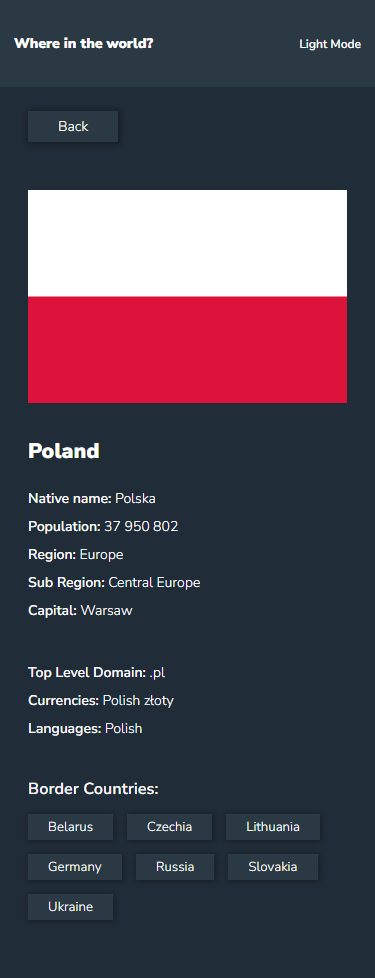 Where in the world? Light Mode
Back
Poland
Native name: Polska
Population: 37 950 802
Region: Europe
Sub Region: Central Europe
Capital: Warsaw
Top Level Domain: .pl
Currencies: Polish złoty
Languages: Polish
Border Countries:
Belarus Czechia Lithuania
Germany Russia Slovakia
Ukraine